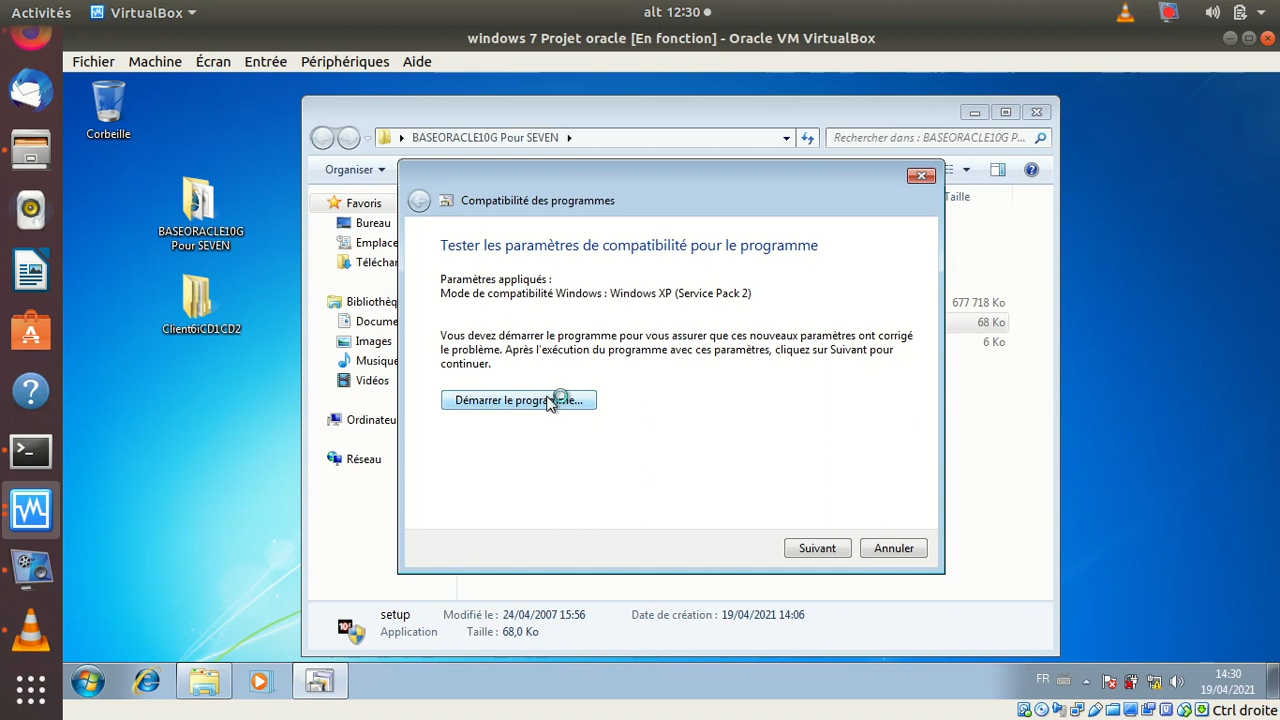 Activités
VirtualBox
alt 12:30
windows 7 Projet oracle [En fonction] - Oracle VM VirtualBox
Fichier Machine Écran Entrée Périphériques Aide
Corbeille
BASEORACLE10G Pour SEVEN
Rechercher dans : BASEORACLE10G P...
Organiser
Taille
Compatibilité des programmes
Favoris
Bureau
Emplace
Téléchar
Bibliothèq
Docume
Images
Musique
Vidéos
Ordinateu
Réseau
BASEORACLE10G
Pour SEVEN
Client6iCD1CD2
Tester les paramètres de compatibilité pour le programme
Paramètres appliqués :
Mode de compatibilité Windows : Windows XP (Service Pack 2)
Vous devez démarrer le programme pour vous assurer que ces nouveaux paramètres ont corrigé
le problème. Après l'exécution du programme avec ces paramètres, cliquez sur Suivant pour
continuer.
Démarrer le programme...
677 718 Ko
68 Ko
6 Ko
Suivant
Annuler
setup Modifié le : 24/04/2007 15:56 Date de création : 19/04/2021 14:06
Application Taille : 68,0 Ko
FR
14:30
19/04/2021
Ctrl droite